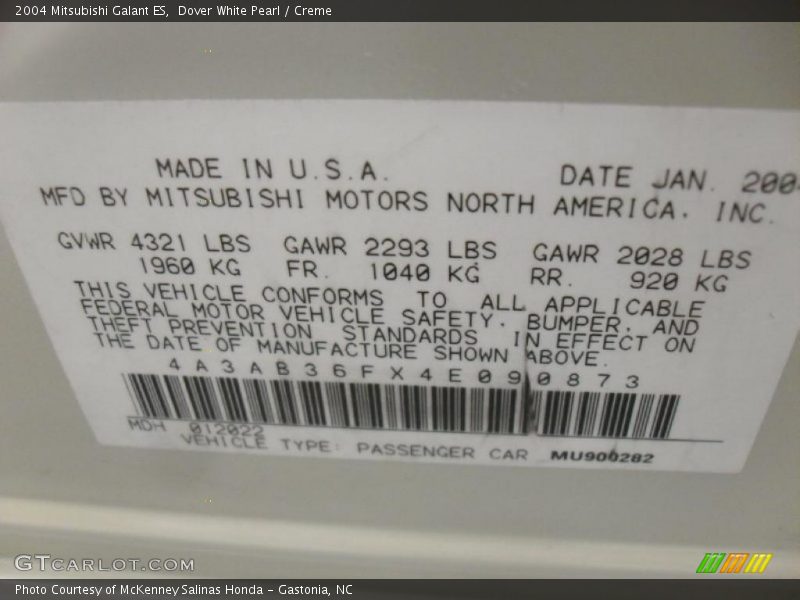 2004 Mitsubishi Galant ES, Dover White Pearl / Creme
MADE IN U.S.A. DATE JAN. 200
MFD BY MITSUBISHI MOTORS NORTH AMERICA. INC.
GVWR 4321 LBS GAWR 2293 LBS GAWR 2028 LBS
1960 KG FR. 1040 KG RR. 920 KG
THIS VEHICLE CONFORMS TO ALL APPLICABLE
FEDERAL MOTOR VEHICLE SAFETY. BUMPER. AND
THEFT PREVENTION STANDARDS IN EFFECT ON
THE DATE OF MANUFACTURE SHOWN ABOVE.
4A3AB36FX4E090873
MDH 012022
VEHICLE TYPE: PASSENGER CAR MU900282
GTCARLOT.COM
Photo Courtesy of McKenney Salinas Honda - Gastonia, NC